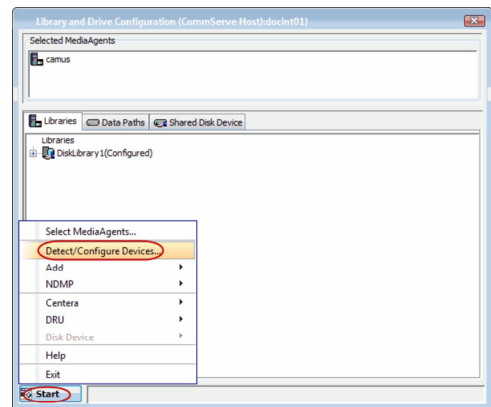 Library and Drive Configuration (CommServe Host):docint01)
Selected MediaAgents
camus
Libraries
Data Paths
Shared Disk Device
Libraries
DiskLibrary1(Configured)
Select MediaAgents...
Detect/Configure Devices...
Add
NDMP
Centera
DRU
Disk Device
Help
Exit
Start